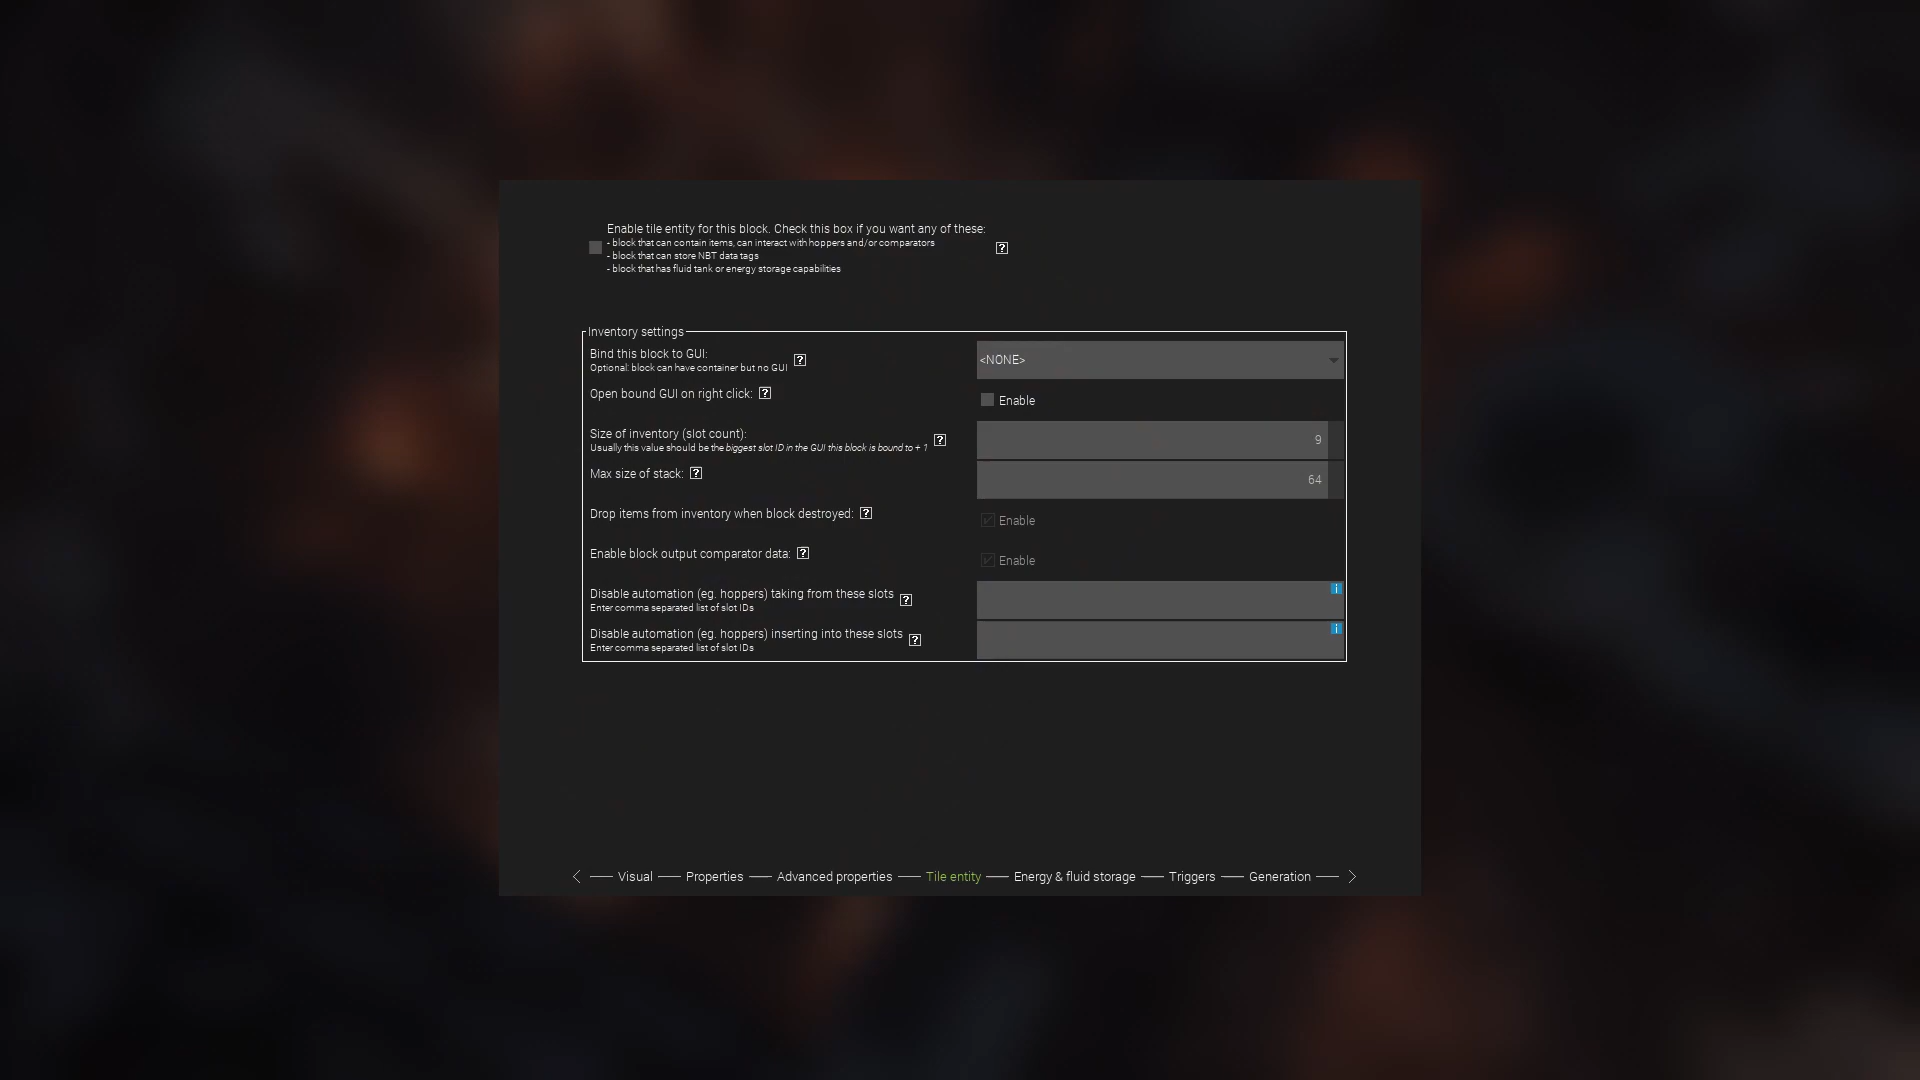 Enable tile entity for this block. Check this box if you want any of these:
- block that can contain items, can interact with hoppers and/or comparators
- block that can store NBT data tags
- block that has fluid tank or energy storage capabilities
?
Inventory settings
Bind this block to GUI:
Optional: block can have container but no GUI
?
<NONE>
Open bound GUI on right click: ?
Enable
Size of inventory (slot count):
Usually this value should be the biggest slot ID in the GUI this block is bound to + 1
?
9
Max size of stack: ?
64
Drop items from inventory when block destroyed: ?
Enable
Enable block output comparator data: ?
Enable
Disable automation (eg. hoppers) taking from these slots
Enter comma separated list of slot IDs
?
i
Disable automation (eg. hoppers) inserting into these slots
Enter comma separated list of slot IDs
?
i
Visual Properties Advanced properties Tile entity Energy & fluid storage Triggers Generation